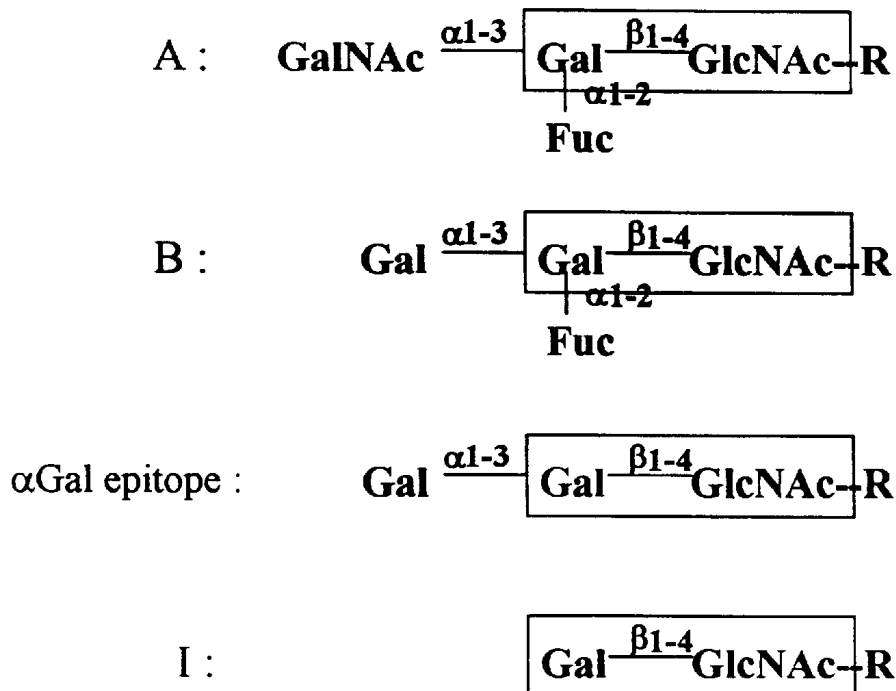 A : GalNAc α1-3 Gal β1-4 GlcNAc-R
α1-2
Fuc
B : Gal α1-3 Gal β1-4 GlcNAc-R
α1-2
Fuc
αGal epitope : Gal α1-3 Gal β1-4 GlcNAc-R
I : Gal β1-4 GlcNAc-R